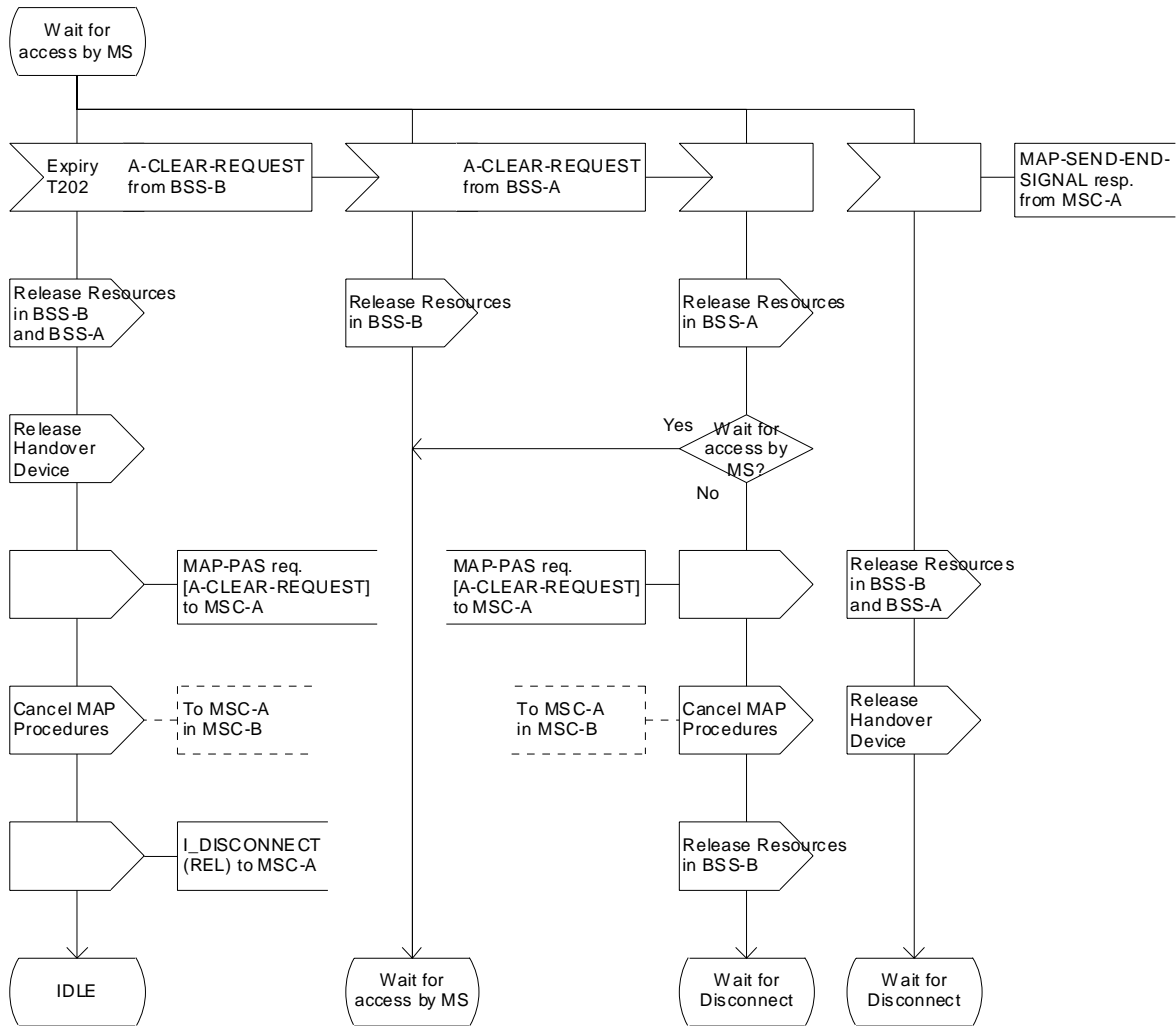 Wait for
access by MS
Expiry
T202
A-CLEAR-REQUEST
from BSS-B
A-CLEAR-REQUEST
from BSS-A
MAP-SEND-END-
SIGNAL resp.
from MSC-A
Release Resources
in BSS-B
and BSS-A
Release Resources
in BSS-B
Release Resources
in BSS-A
Release
Handover
Device
Yes
Wait for
access by
MS?
No
MAP-PAS req.
[A-CLEAR-REQUEST]
to MSC-A
MAP-PAS req.
[A-CLEAR-REQUEST]
to MSC-A
Release Resources
in BSS-B
and BSS-A
Cancel MAP
Procedures
To MSC-A
in MSC-B
To MSC-A
in MSC-B
Cancel MAP
Procedures
Release
Handover
Device
I_DISCONNECT
(REL) to MSC-A
Release Resources
in BSS-B
IDLE
Wait for
access by MS
Wait for
Disconnect
Wait for
Disconnect